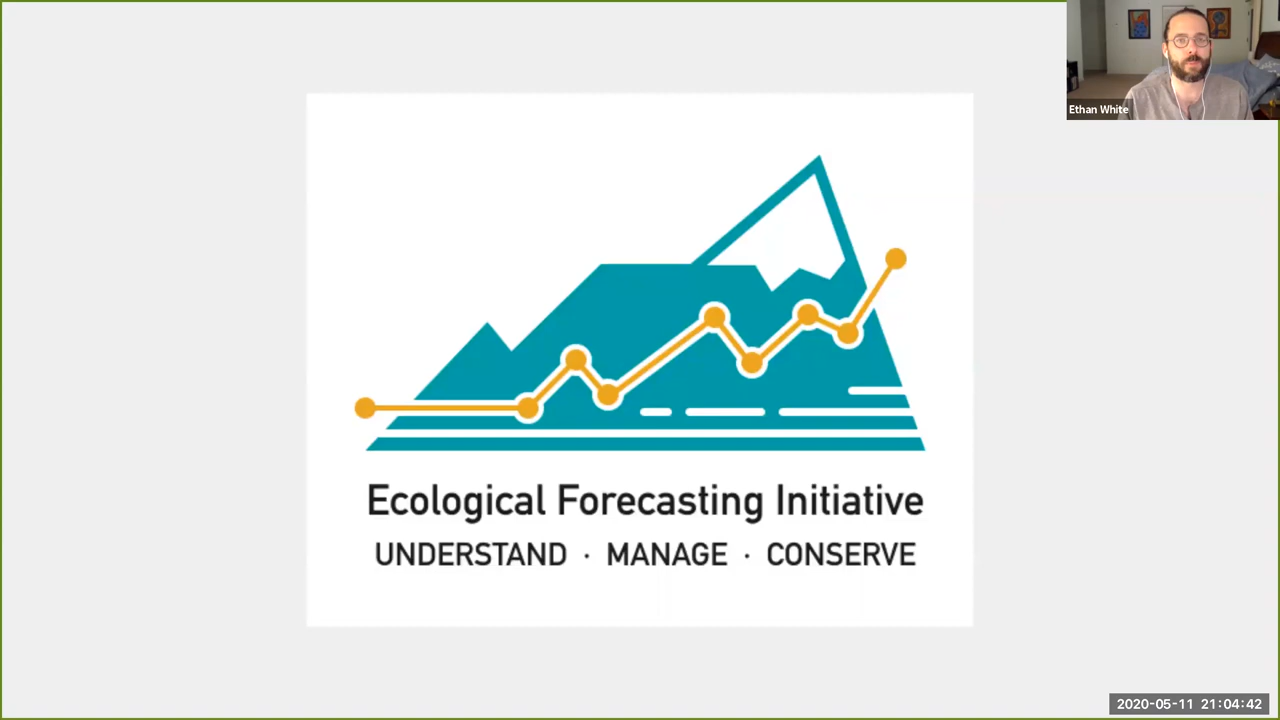 Ethan White
Ecological Forecasting Initiative
UNDERSTAND · MANAGE · CONSERVE
2020-05-11 21:04:42